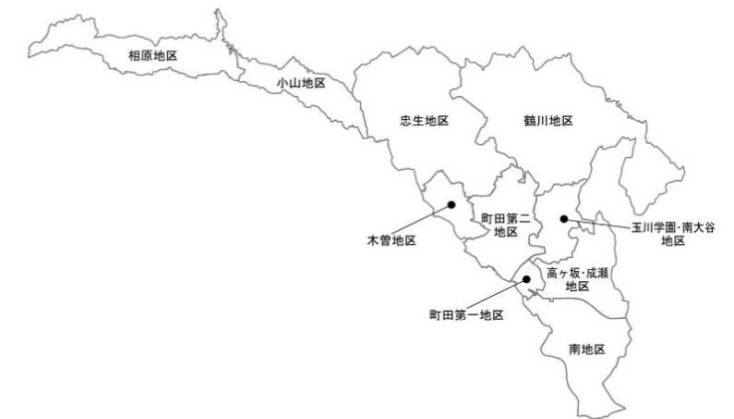 相原地区
小山地区
忠生地区
鶴川地区
木曽地区
町田第二
地区
玉川学園・南大谷
地区
高ヶ坂・成瀬
地区
町田第一地区
南地区